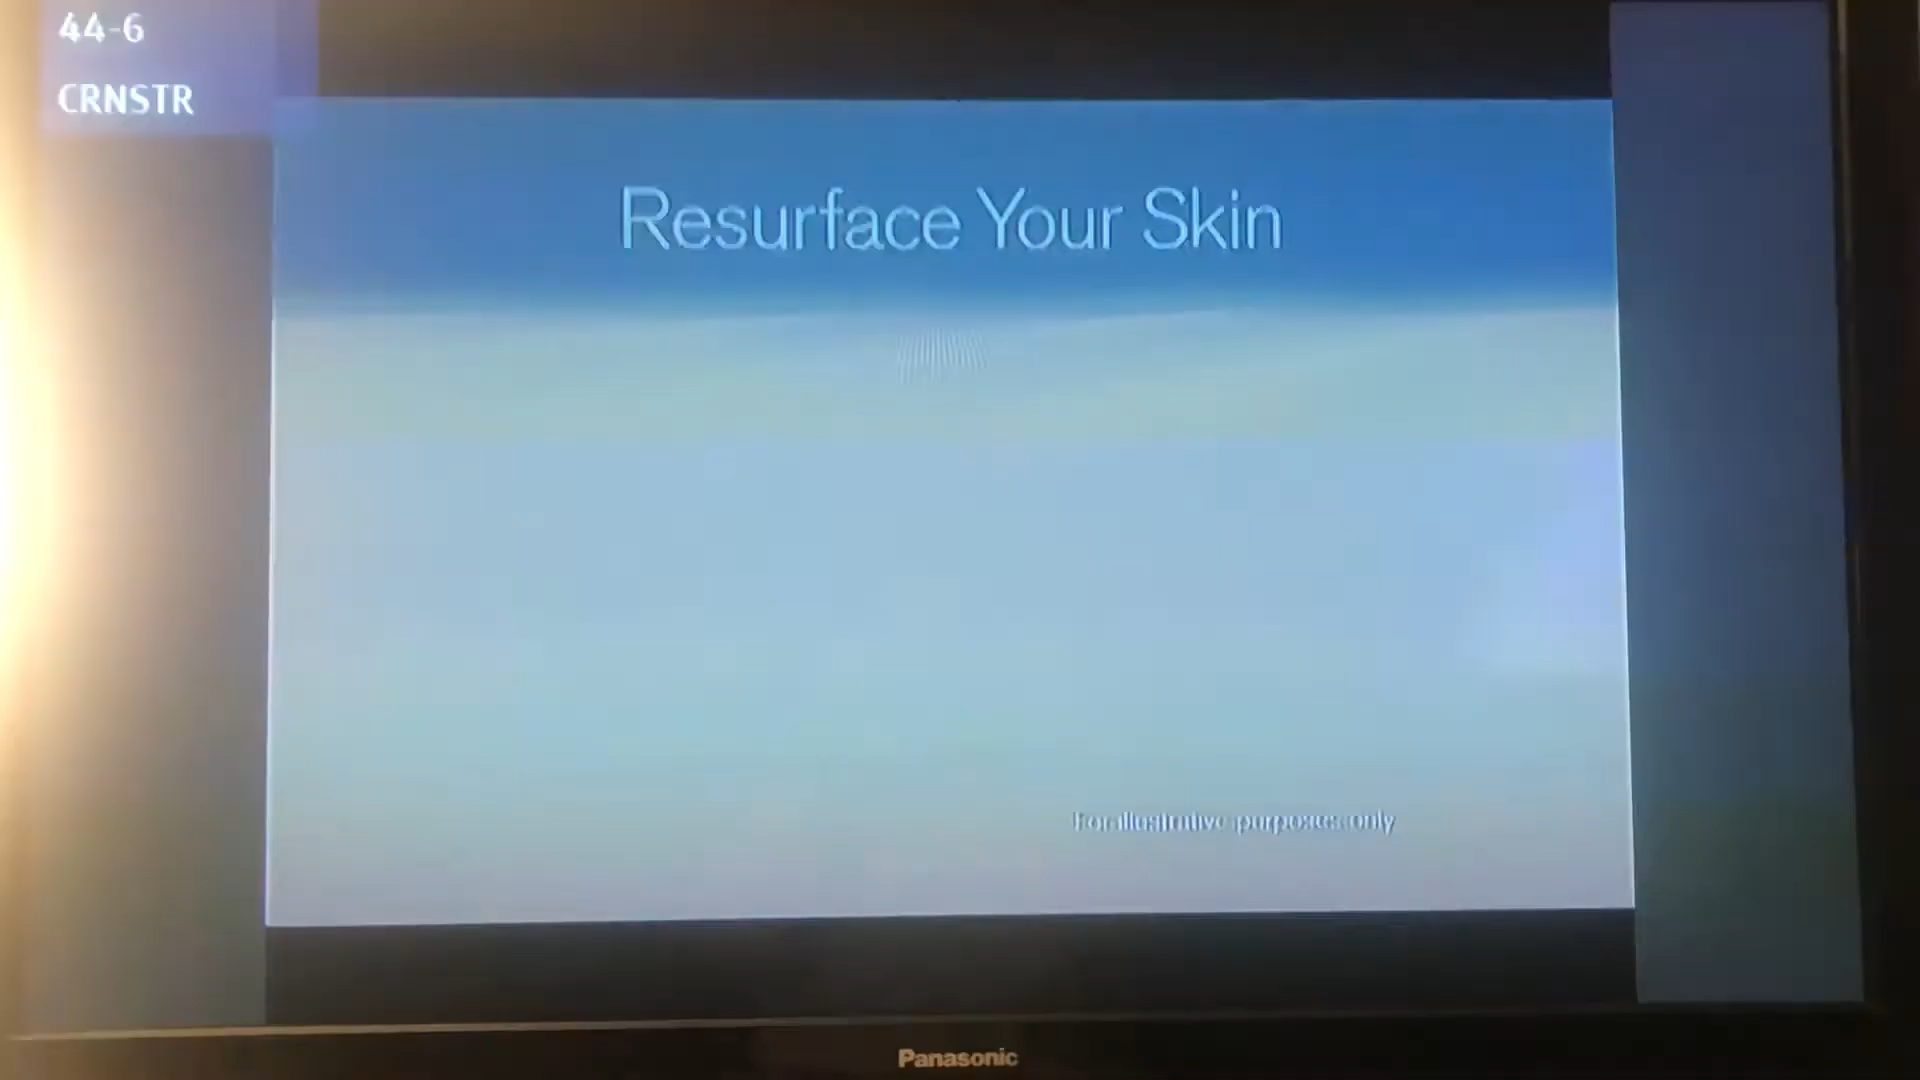 44-6
CRNSTR
Resurface Your Skin
For illustrative purposes only
Panasonic